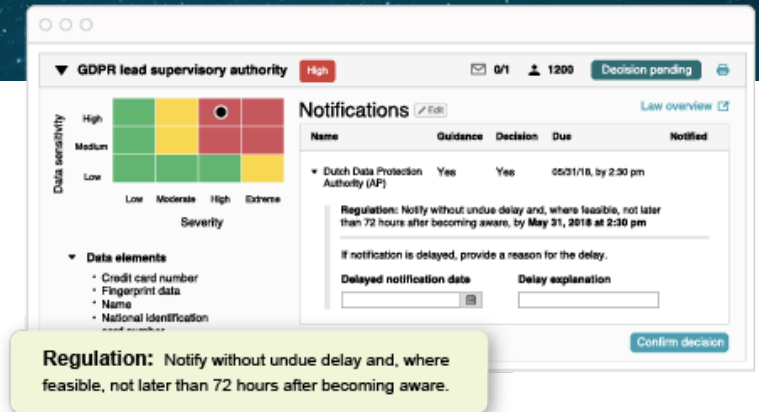 GDPR lead supervisory authority High 0/1 1200 Decision pending
Notifications Edit Law overview
Data sensitivity
High
Medium
Low
Low Moderate High Extreme
Severity
Data elements
Credit card number
Fingerprint data
Name
National identification
Name Guidance Decision Due Notified
Dutch Data Protection Authority (AP) Yes Yes 05/31/18, by 2:30 pm
Regulation: Notify without undue delay and, where feasible, not later
than 72 hours after becoming aware, by May 31, 2018 at 2:30 pm
If notification is delayed, provide a reason for the delay.
Delayed notification date Delay explanation
Confirm decision
Regulation: Notify without undue delay and, where
feasible, not later than 72 hours after becoming aware.